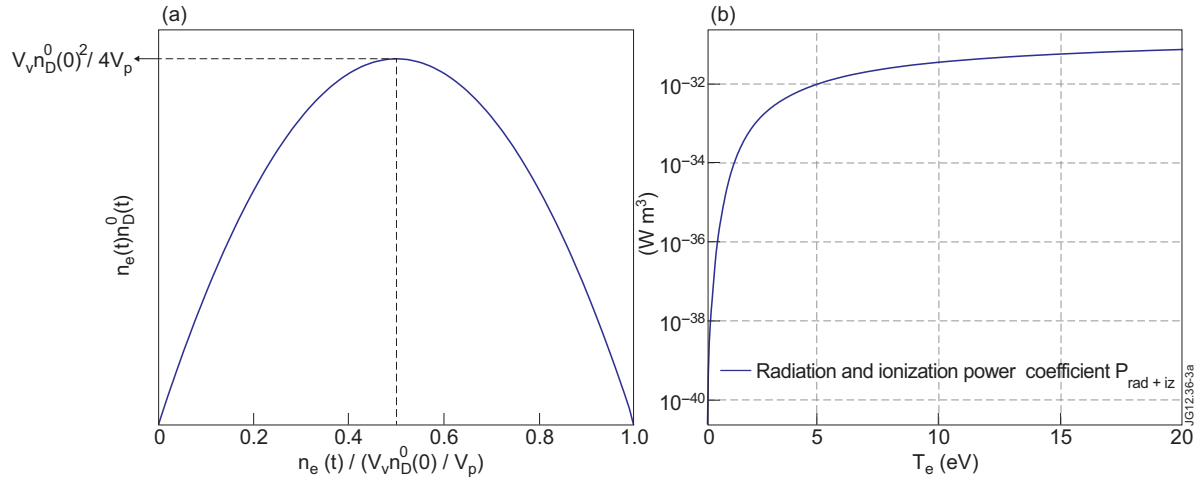 (a)
V_v n_D^0(0)^2 / 4V_p
n_e(t)n_D^0(t)
0 0.2 0.4 0.6 0.8 1.0
n_e (t) / (V_v n_D^0(0) / V_p)
(b)
10^–32
10^–34
10^–36
10^–38
10^–40
(W m^3)
Radiation and ionization power coefficient P_rad + iz
0 5 10 15 20
T_e (eV)
JG12.36-3a